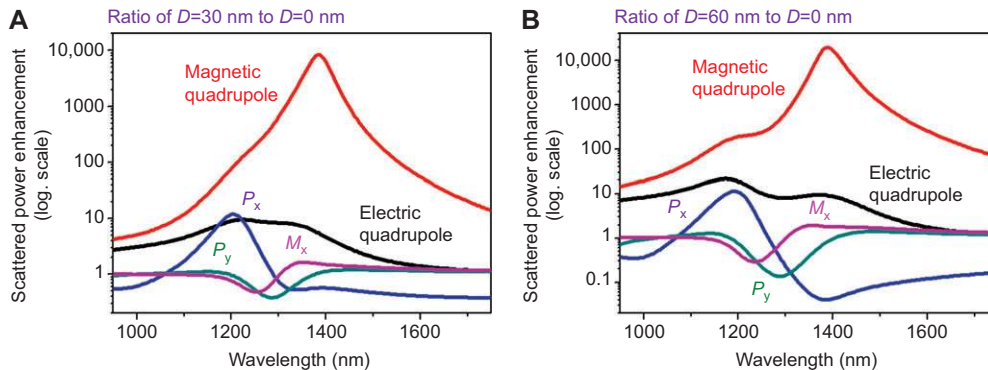 A
Ratio of D=30 nm to D=0 nm
Scattered power enhancement
(log. scale)
10,000
1000
100
10
1
Magnetic
quadrupole
Px
Electric
quadrupole
Py
Mx
1000
1200
1400
1600
Wavelength (nm)
B
Ratio of D=60 nm to D=0 nm
Scattered power enhancement
(log. scale)
10,000
1000
100
10
1
0.1
Magnetic
quadrupole
Electric
quadrupole
Px
Mx
Py
1000
1200
1400
1600
Wavelength (nm)